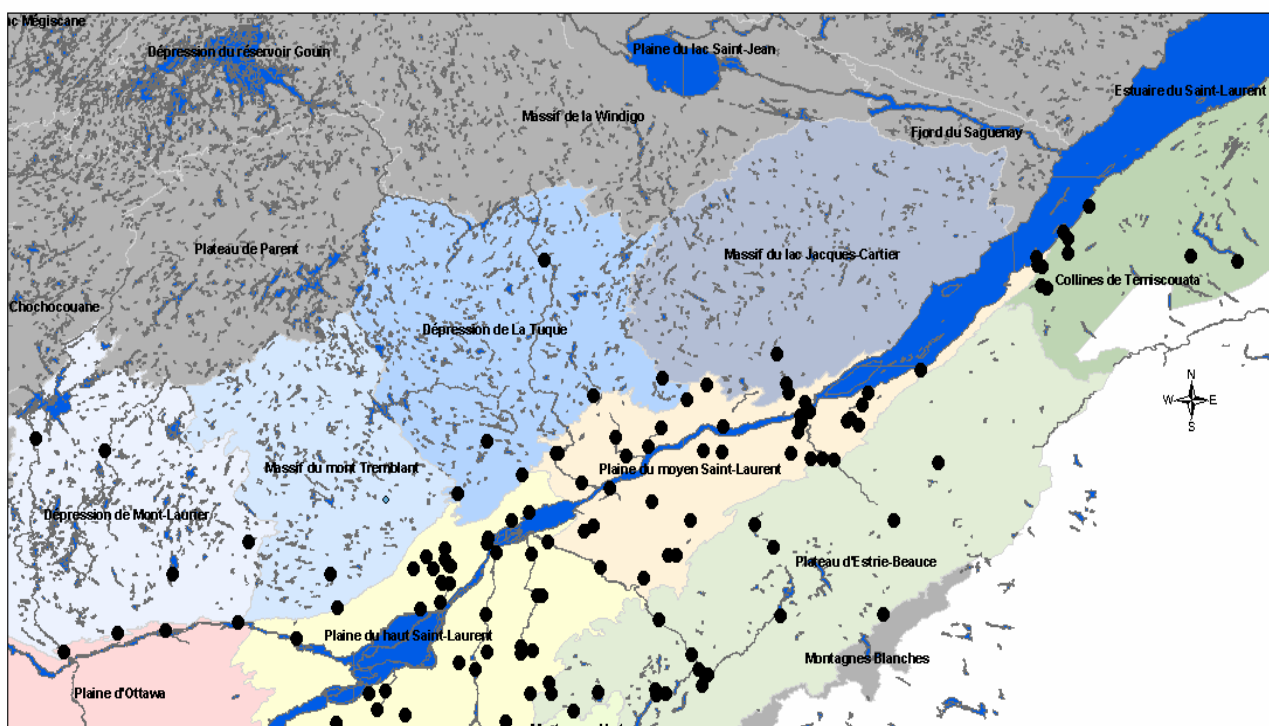 ac Mégiscane
Dépression du réservoir Gouin
Plaine du lac Saint-Jean
Estuaire du Saint-Laurent
Massif de la Windigo
Fjord du Saguenay
Plateau de Parent
Massif du lac Jacques-Cartier
Collines de Terriscouata
Chochocouane
Dépression de La Tuque
N
W E
S
Massif du mont Tremblant
Plaine du moyen Saint-Laurent
Dépression de Mont-Laurier
Plateau d'Estrie-Beauce
Plaine du haut Saint-Laurent
Montagnes Blanches
Plaine d'Ottawa